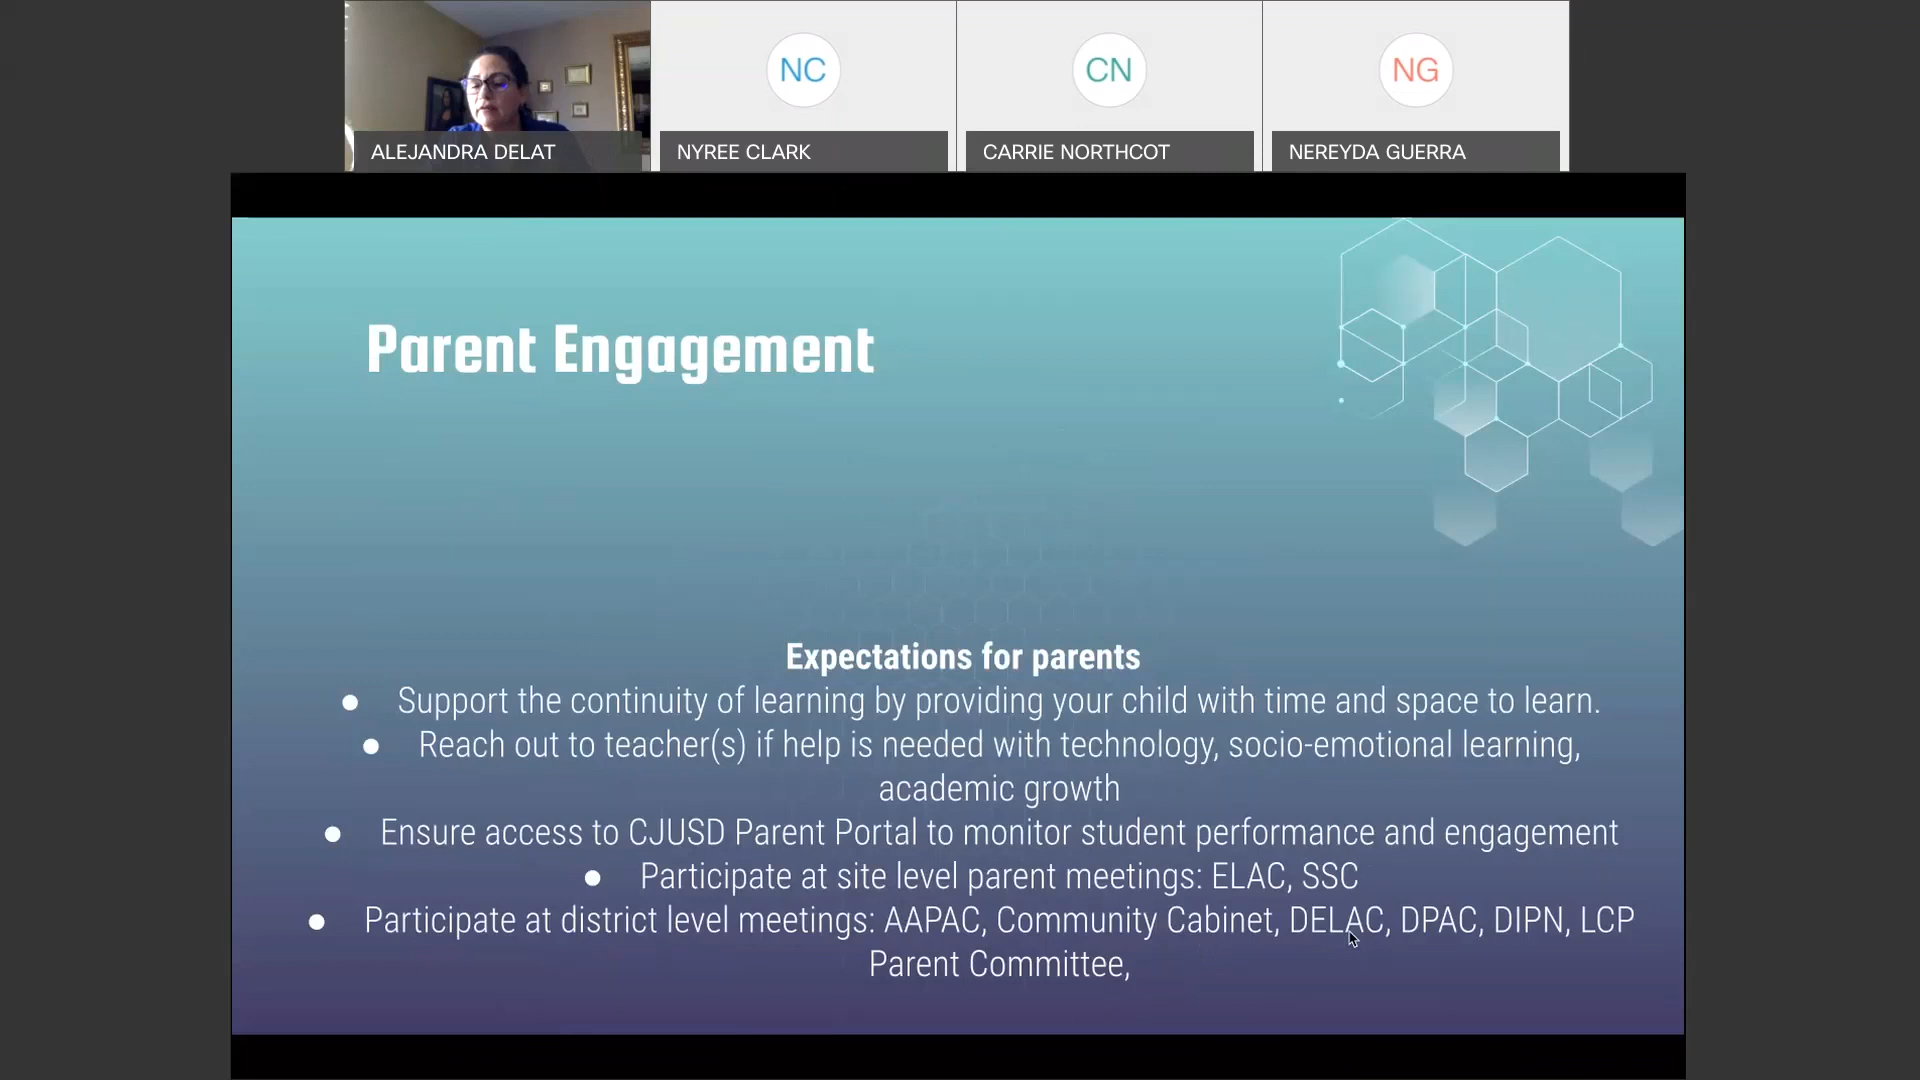 NC
CN
NG
ALEJANDRA DELAT
NYREE CLARK
CARRIE NORTHCOT
NEREYDA GUERRA
Parent Engagement
Expectations for parents
● Support the continuity of learning by providing your child with time and space to learn.
● Reach out to teacher(s) if help is needed with technology, socio-emotional learning,
academic growth
● Ensure access to CJUSD Parent Portal to monitor student performance and engagement
● Participate at site level parent meetings: ELAC, SSC
● Participate at district level meetings: AAPAC, Community Cabinet, DELAC, DPAC, DIPN, LCP
Parent Committee,